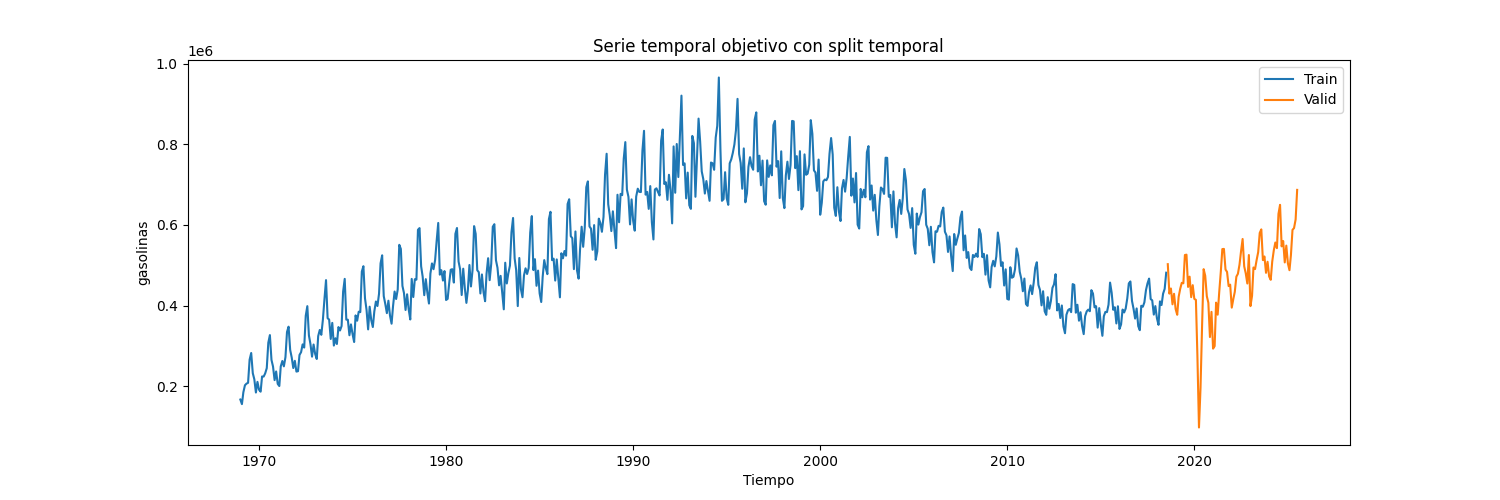 Serie temporal objetivo con split temporal
1e6
1.0
0.8
0.6
0.4
0.2
gasolinas
Train
Valid
1970
1980
1990
2000
2010
2020
Tiempo